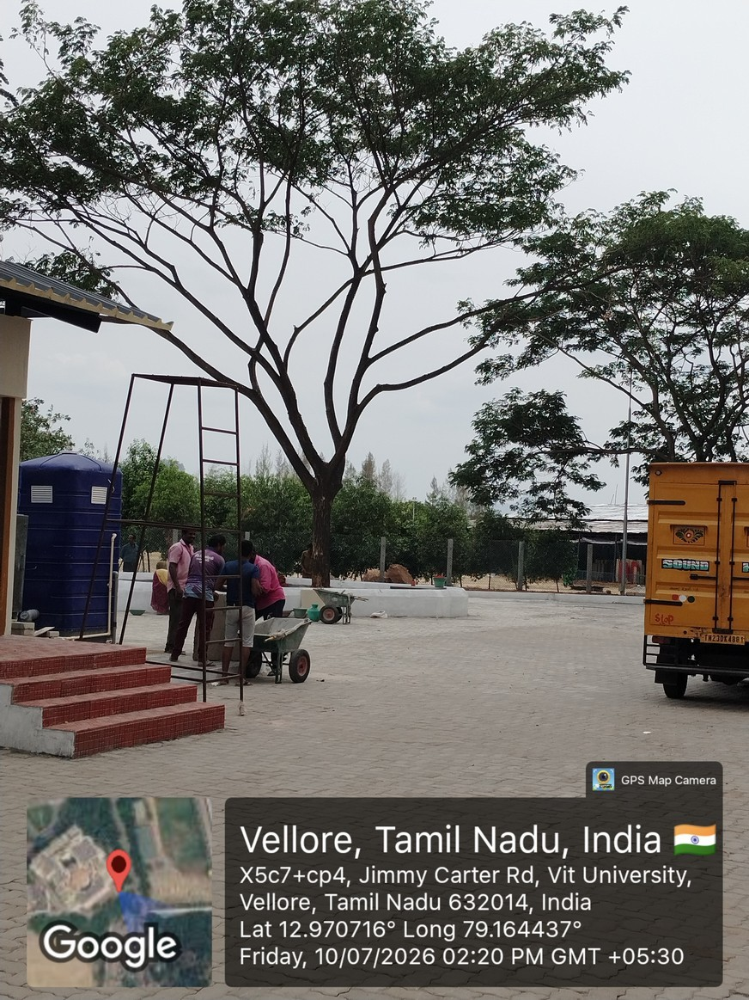 SOUND
Stop
GPS Map Camera
Vellore, Tamil Nadu, India
X5c7+cp4, Jimmy Carter Rd, Vit University,
Vellore, Tamil Nadu 632014, India
Lat 12.970716° Long 79.164437°
Friday, 10/07/2026 02:20 PM GMT +05:30
Google